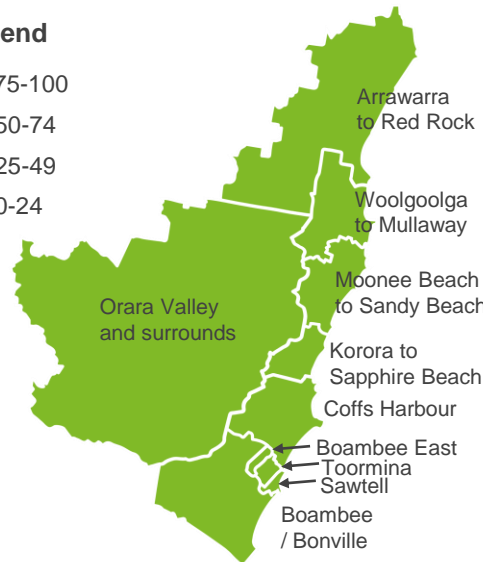 end
75-100
50-74
25-49
0-24
Arrawarra
to Red Rock
Woolgoolga
to Mullaway
Moonee Beach
to Sandy Beach
Orara Valley
and surrounds
Korora to
Sapphire Beach
Coffs Harbour
Boambee East
Toormina
Sawtell
Boambee
/ Bonville